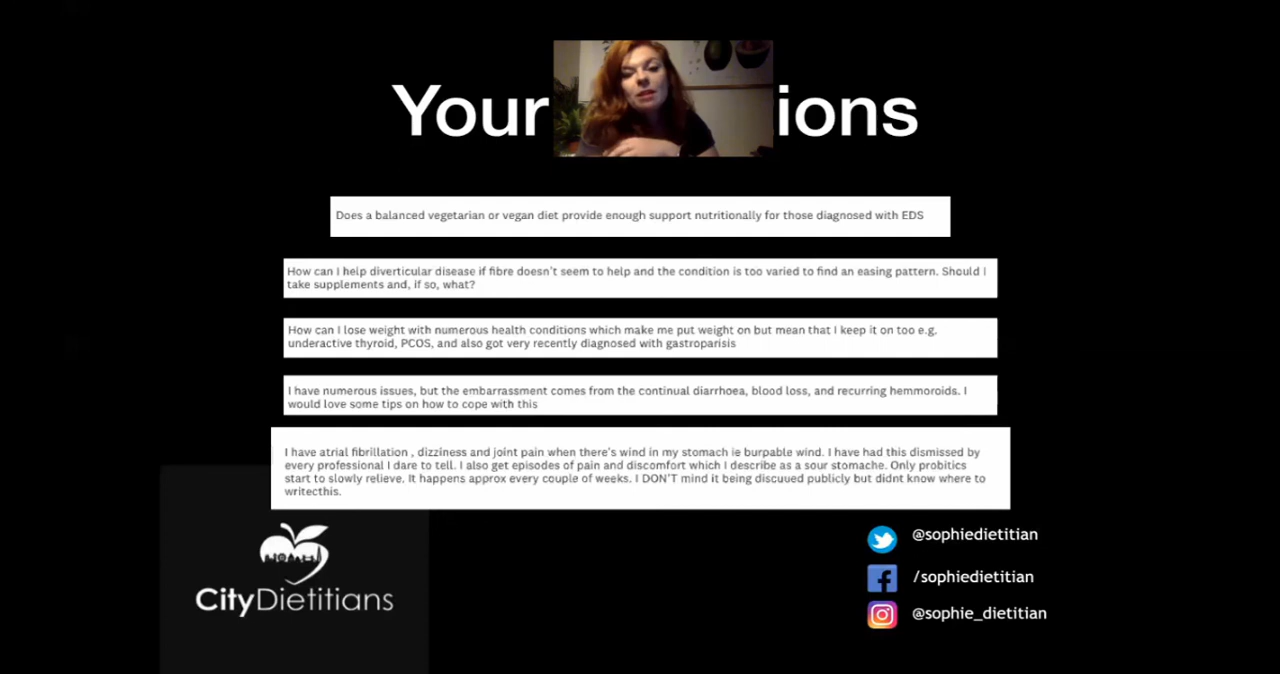 Your ions
Does a balanced vegetarian or vegan diet provide enough support nutritionally for those diagnosed with EDS
How can I help diverticular disease if fibre doesn't seem to help and the condition is too varied to find an easing pattern. Should I
take supplements and, if so, what?
How can I lose weight with numerous health conditions which make me put weight on but mean that I keep it on too e.g.
underactive thyroid, PCOS, and also got very recently diagnosed with gastroparisis
I have numerous issues, but the embarrassment comes from the continual diarrhoea, blood loss, and recurring hemmoroids. I
would love some tips on how to cope with this
I have atrial fibrillation , dizziness and joint pain when there's wind in my stomach ie burpable wind. I have had this dismissed by
every professional I dare to tell. I also get episodes of pain and discomfort which I describe as a sour stomache. Only probitics
start to slowly relieve. It happens approx every couple of weeks. I DON'T mind it being discuued publicly but didnt know where to
writecthis.
CityDietitians
@sophiedietitian
/sophiedietitian
@sophie_dietitian